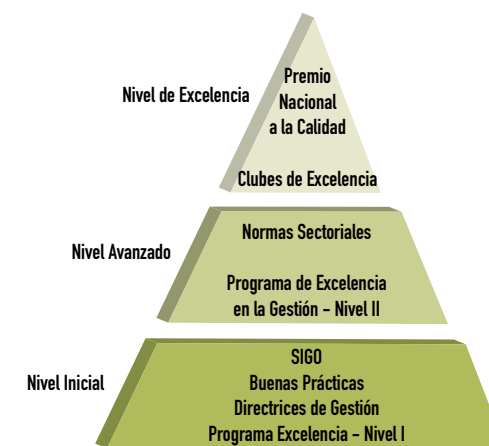 Nivel de Excelencia
Premio
Nacional
a la Calidad
Clubes de Excelencia
Nivel Avanzado
Normas Sectoriales
Programa de Excelencia
en la Gestión - Nivel II
Nivel Inicial
SIGO
Buenas Prácticas
Directrices de Gestión
Programa Excelencia - Nivel I